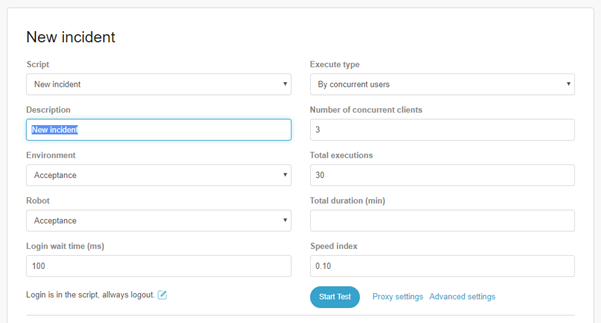 New incident
Script
New incident
Execute type
By concurrent users
Description
New incident
Number of concurrent clients
3
Environment
Acceptance
Total executions
30
Robot
Acceptance
Total duration (min)
Login wait time (ms)
100
Speed index
0.10
Login is in the script, allways logout.
Start Test
Proxy settings
Advanced settings